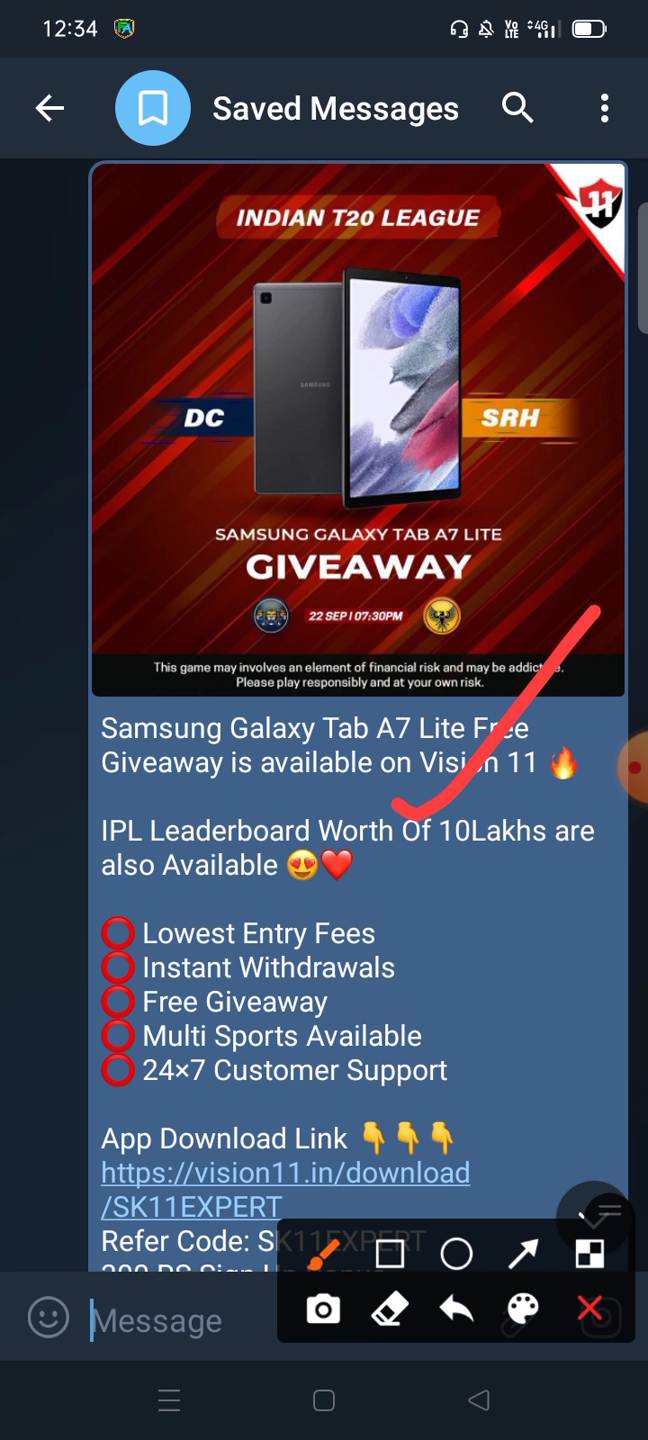 12:34
Vo LTE 4G
Saved Messages
INDIAN T20 LEAGUE
11
SAMSUNG
DC
SRH
SAMSUNG GALAXY TAB A7 LITE
GIVEAWAY
22 SEP | 07:30PM
This game may involves an element of financial risk and may be
Please play responsibly and at your own risk.
Samsung Galaxy Tab A7 Lite Free
Giveaway is available on Vision 11 🔥
IPL Leaderboard Worth Of 10Lakhs are
also Available 😍❤️
⭕ Lowest Entry Fees
⭕ Instant Withdrawals
⭕ Free Giveaway
⭕ Multi Sports Available
⭕ 24×7 Customer Support
App Download Link 👇👇👇
https://vision11.in/download
/SK11EXPERT
Refer Code: SK11EXPERT
Message